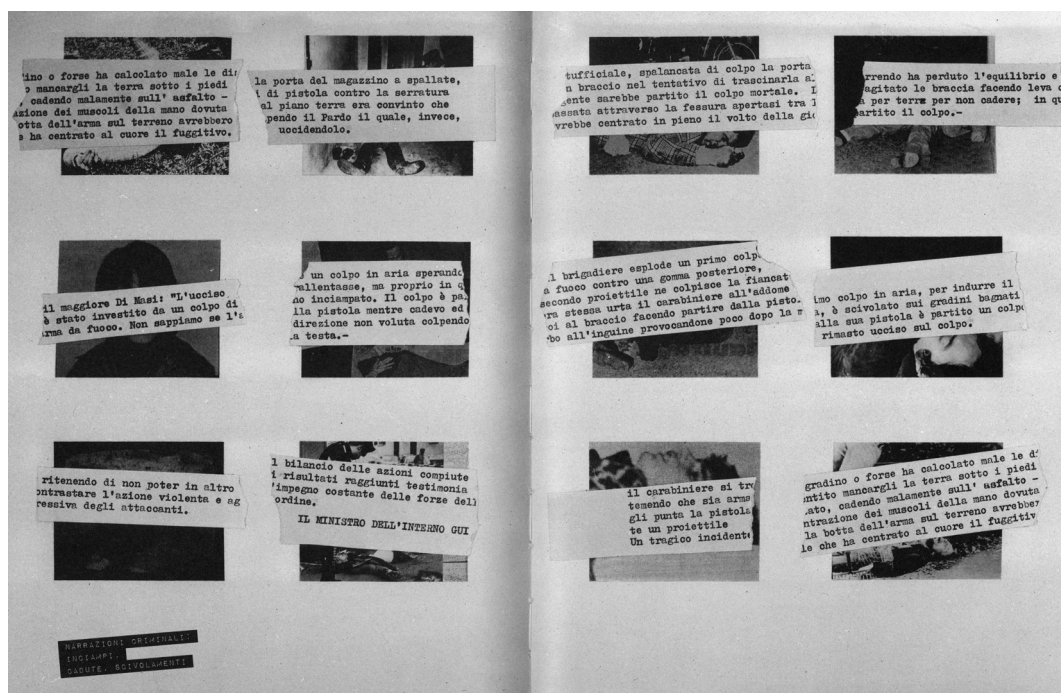 dino o forse ha calcolato male le di
o mancargli la terra sotto i piedi
, cadendo malamente sull' asfalto -
azione dei muscoli della mano dovuta
otta dell'arma sul terreno avrebbero
e ha centrato al cuore il fuggitivo.
la porta del magazzino a spallate,
i di pistola contro la serratura
al piano terra era convinto che
pendo il Pardo il quale, invece,
uccidendolo.
tufficiale, spalancata di colpo la porta
n braccio nel tentativo di trascinarla a
gente sarebbe partito il colpo mortale.
assata attraverso la fessura apertasi tra
vrebbe centrato in pieno il volto della gio
rrendo ha perduto l'equilibrio e
agitato le braccia facendo leva
a per terra per non cadere; in q
partito il colpo.-
il maggiore Di Masi: "L'ucciso
è stato investito da un colpo di
arma da fuoco. Non sappiamo se l'a
e un colpo in aria sperando
rallentasse, ma proprio in q
no inciampato. Il colpo è pa
lla pistola mentre cadevo ed
direzione non voluta colpendo
a testa.-
l brigadiere esplode un primo colpo
a fuoco contro una gomma posteriore,
secondo proiettile ne colpisce la fiancat
ra stessa urta il carabiniere all'addome
oi al braccio facendo partire dalla pisto
bo all'inguine provocandone poco dopo la m
imo colpo in aria, per indurre il
a, è scivolato sui gradini bagnati
alla sua pistola è partito un colpo
rimasto ucciso sul colpo.
ritenendo di non poter in altro
ontrastare l'azione violenta e ag
ressiva degli attaccanti.
l bilancio delle azioni compiute
i risultati raggiunti testimonia
'impegno costante delle forze dell
ordine.
IL MINISTRO DELL'INTERNO GUI
il carabiniere si tro
temendo che sia arma
gli punta la pistola
te un proiettile
Un tragico incidente
gradino o forse ha calcolato male le di
ntito mancargli la terra sotto i piedi
ato, cadendo malamente sull' asfalto -
ntrazione dei muscoli della mano dovuta
la botta dell'arma sul terreno avrebber
le che ha centrato al cuore il fuggitiv
NARRAZIONI CRIMINALI:
INCIAMPI,
CADUTE, SCIVOLAMENTI